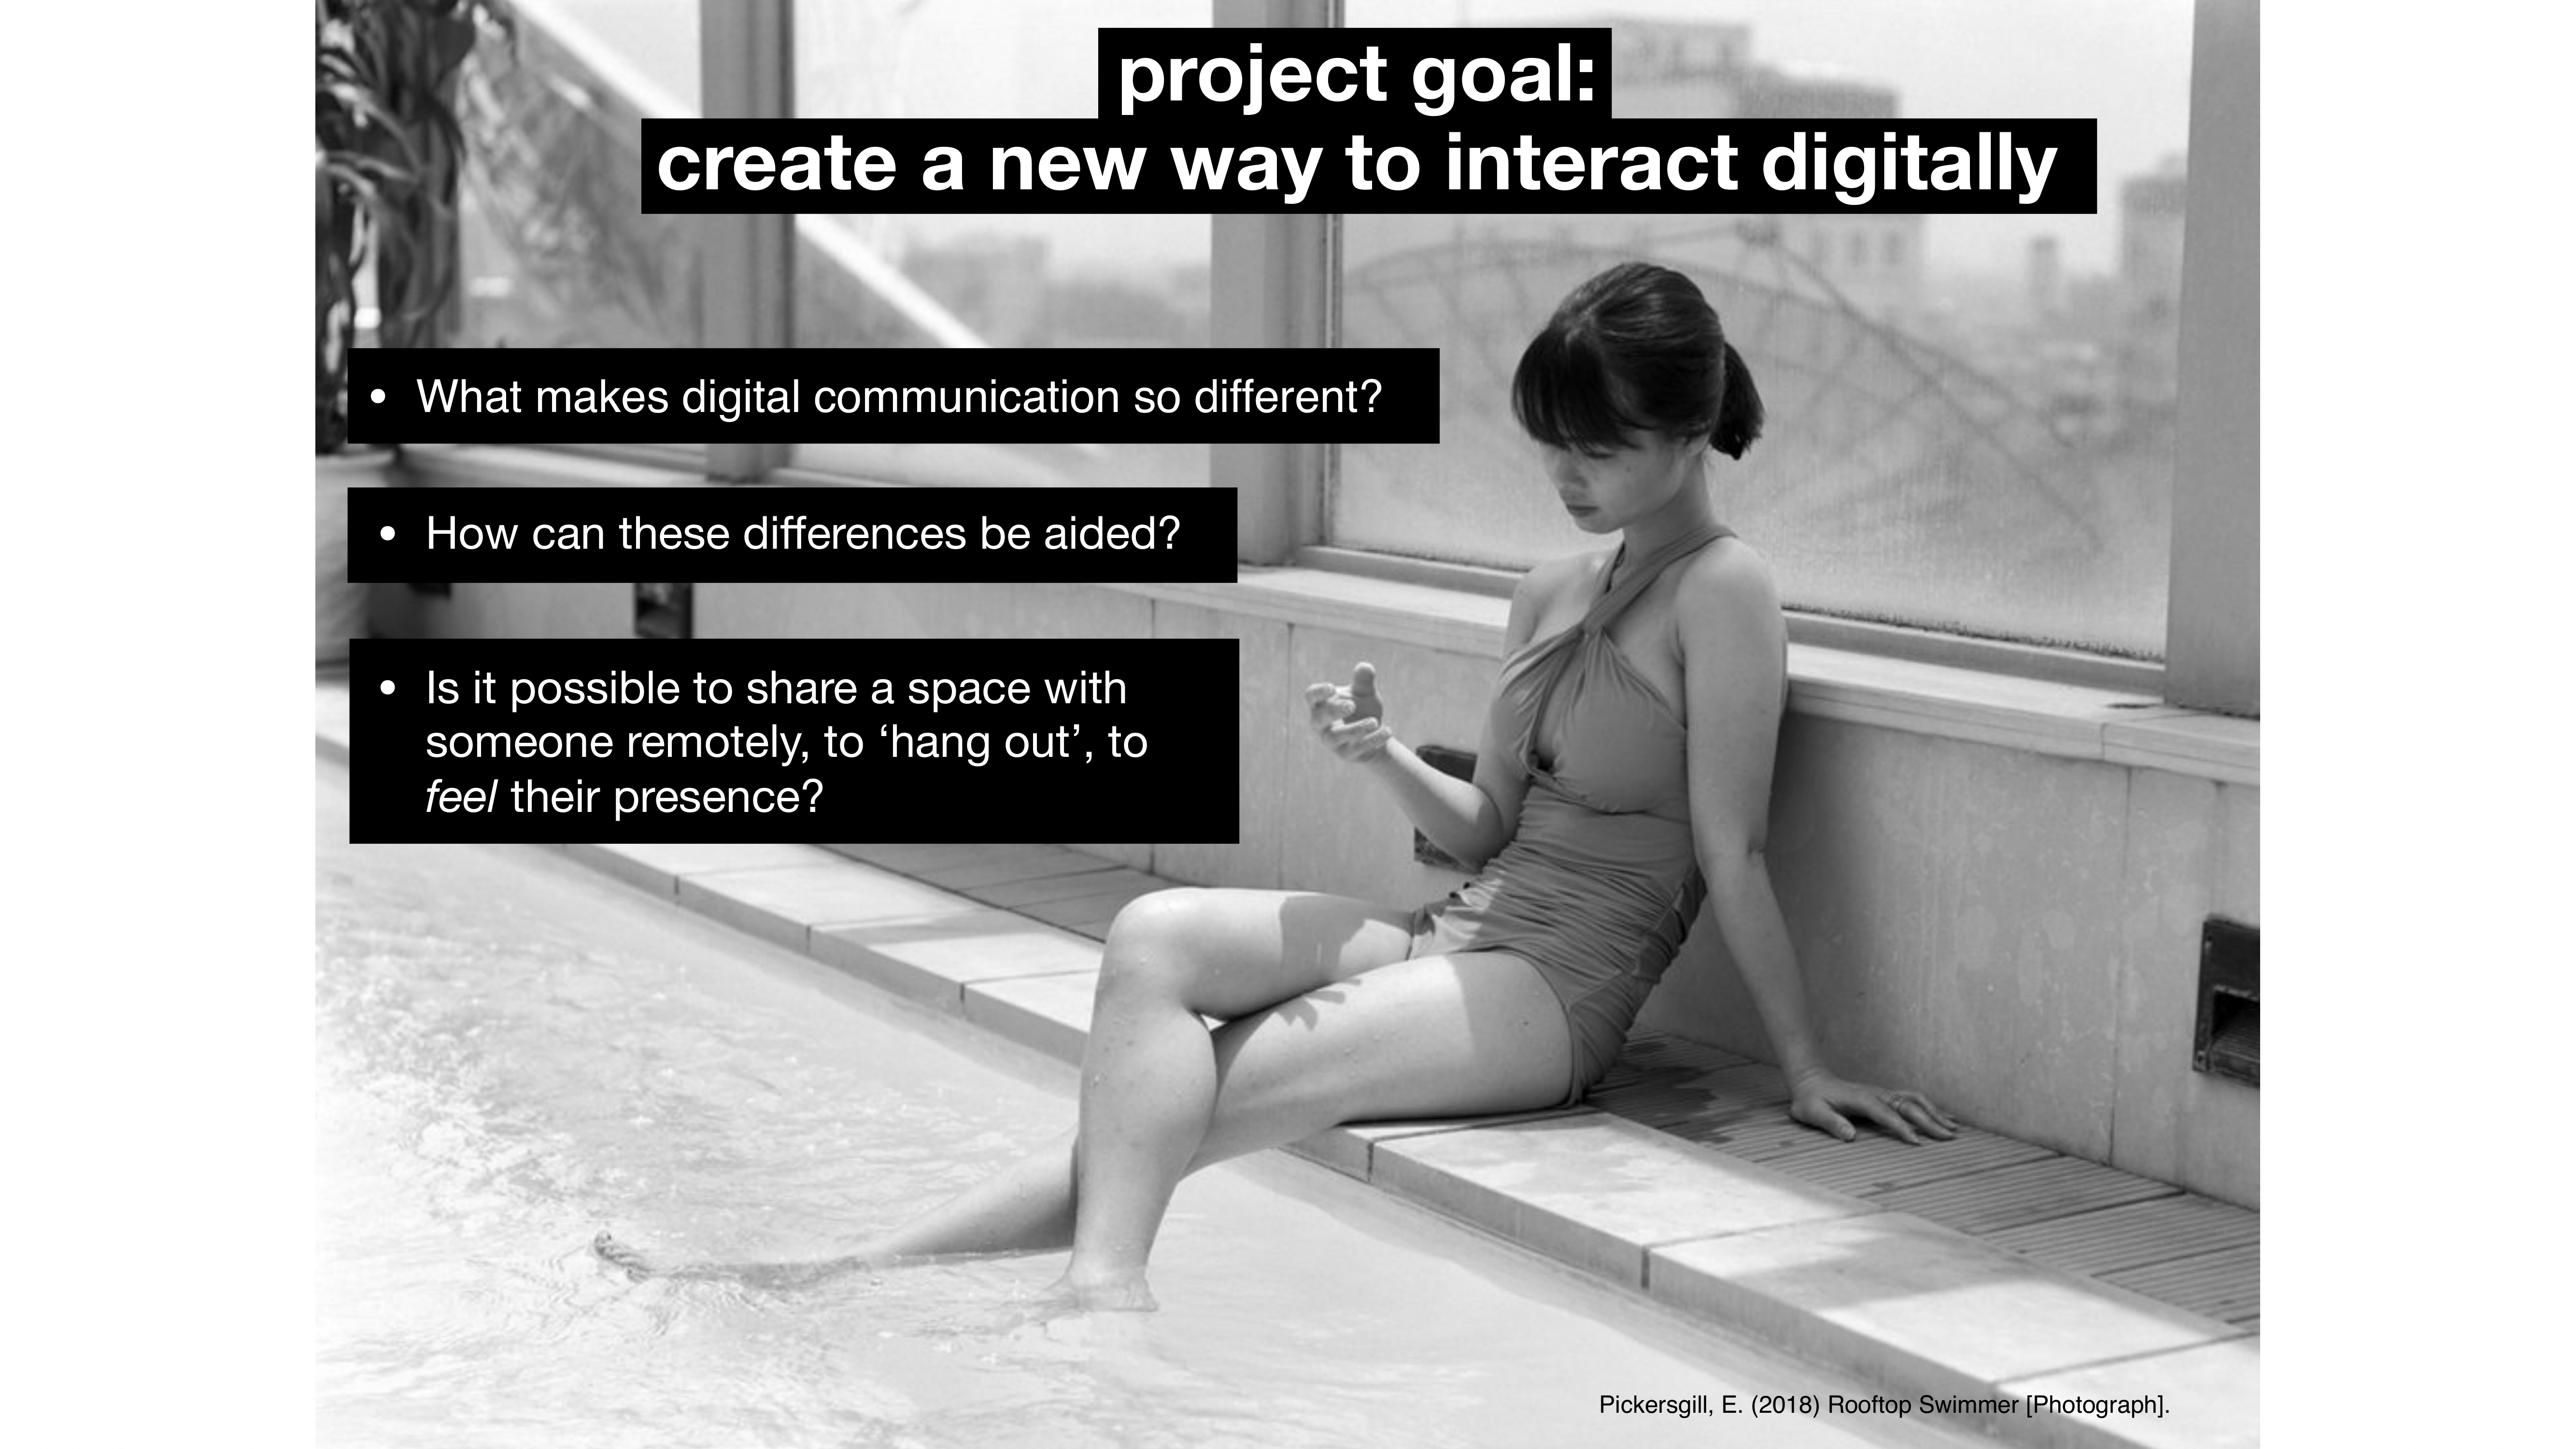 project goal:
create a new way to interact digitally
• What makes digital communication so different?
• How can these differences be aided?
• Is it possible to share a space with
someone remotely, to ‘hang out’, to
feel their presence?
Pickersgill, E. (2018) Rooftop Swimmer [Photograph].